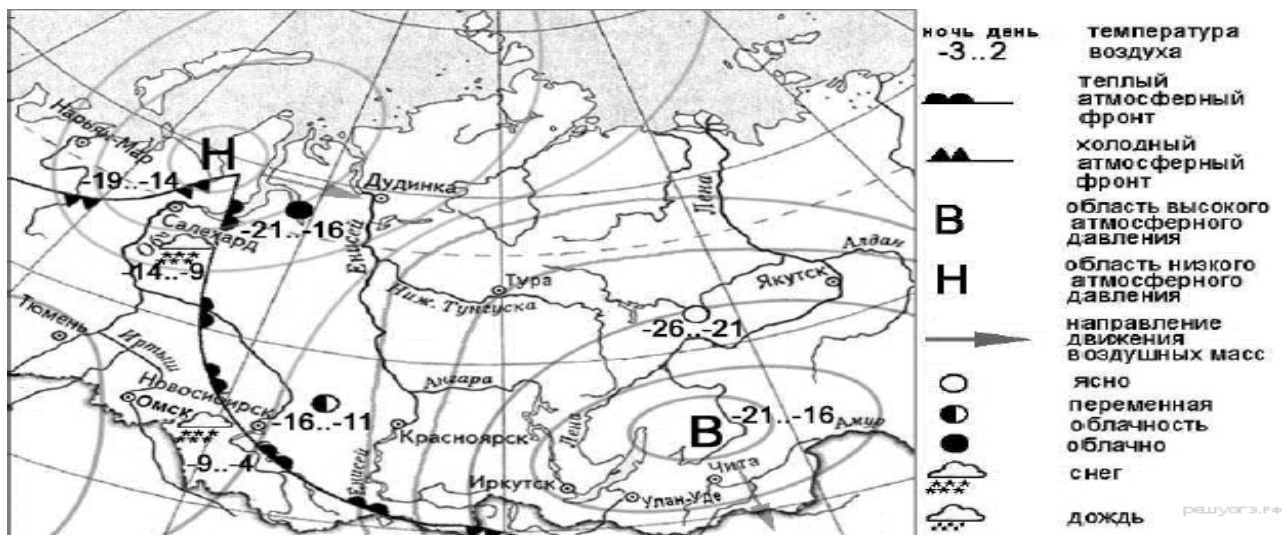 Нарьян-Мар
Н
-19..-14
Дудинка
Салехард
-21..-16
Обь
-14..-9
Енисей
Лена
Алдан
Тура
Якутск
Ниж. Тунгуска
-26..-21
Тюмень
Иртыш
Ангара
Новосибирск
Омск
-16..-11
-9..-4
Красноярск
Лена
В
-21..-16
Амур
Енисей
Иркутск
Чита
Улан-Уде
ночь день
-3..2
температура
воздуха
теплый
атмосферный
фронт
холодный
атмосферный
фронт
В
область высокого
атмосферного
давления
Н
область низкого
атмосферного
давления
направление
движения
воздушных масс
ясно
переменная
облачность
облачно
снег
дождь
решуогэ.рф